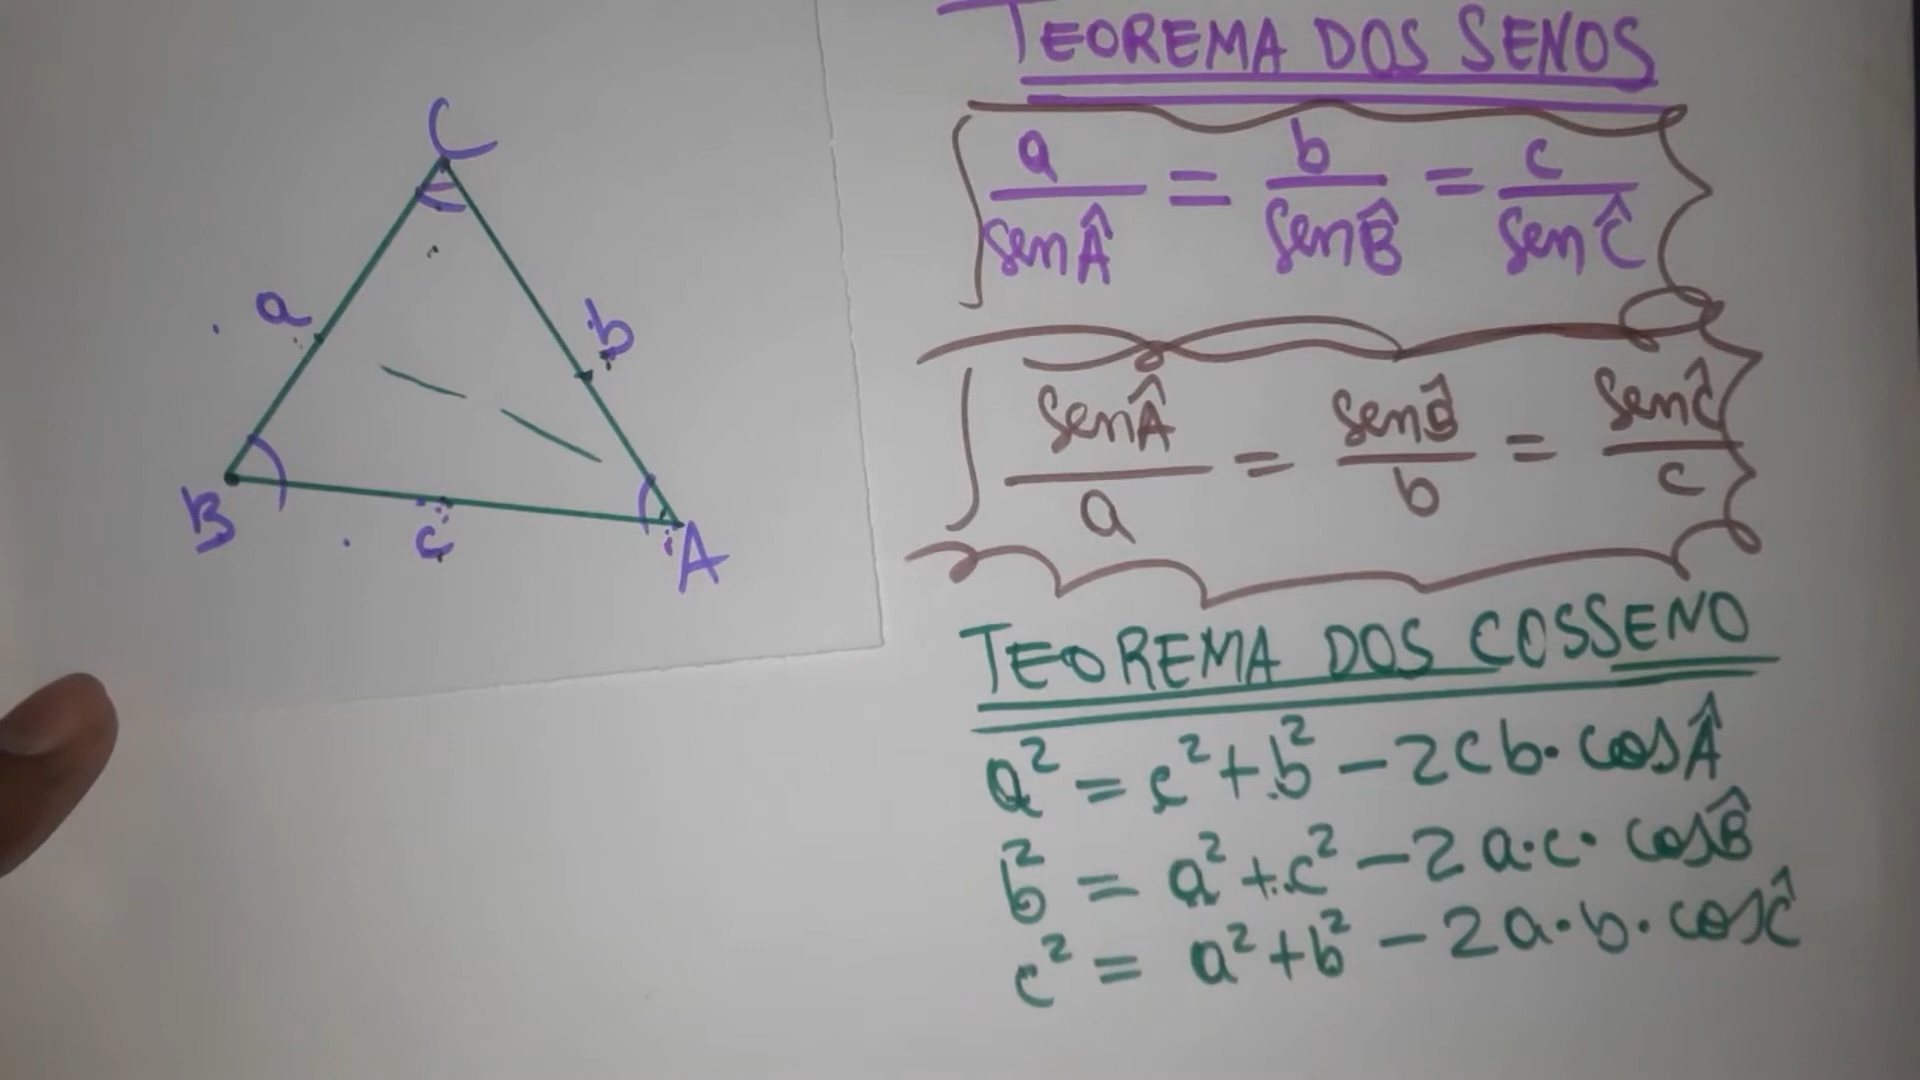 C
a
b
B
c
A
TEOREMA DOS SENOS
a/senÂ = b/senB̂ = c/senĈ
senÂ/a = senB̂/b = senĈ/c
TEOREMA DOS COSSENO
a² = c² + b² - 2cb·cosÂ
b² = a² + c² - 2a·c·cosB̂
c² = a² + b² - 2a·b·cosĈ